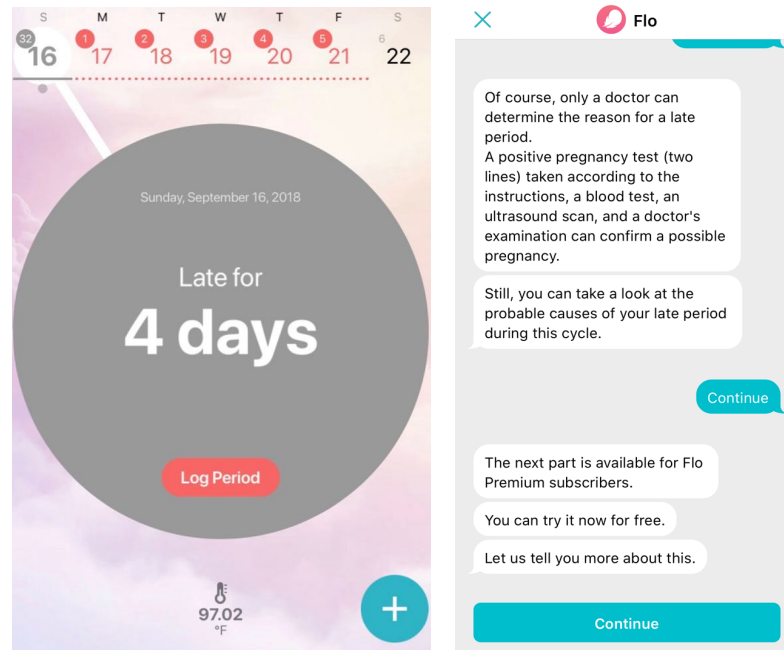 S M T W T F S
32 1 2 3 4 5 6
16 17 18 19 20 21 22
Sunday, September 16, 2018
Late for
4 days
Log Period
97.02
°F
+
Flo
Of course, only a doctor can
determine the reason for a late
period.
A positive pregnancy test (two
lines) taken according to the
instructions, a blood test, an
ultrasound scan, and a doctor's
examination can confirm a possible
pregnancy.
Still, you can take a look at the
probable causes of your late period
during this cycle.
Continue
The next part is available for Flo
Premium subscribers.
You can try it now for free.
Let us tell you more about this.
Continue